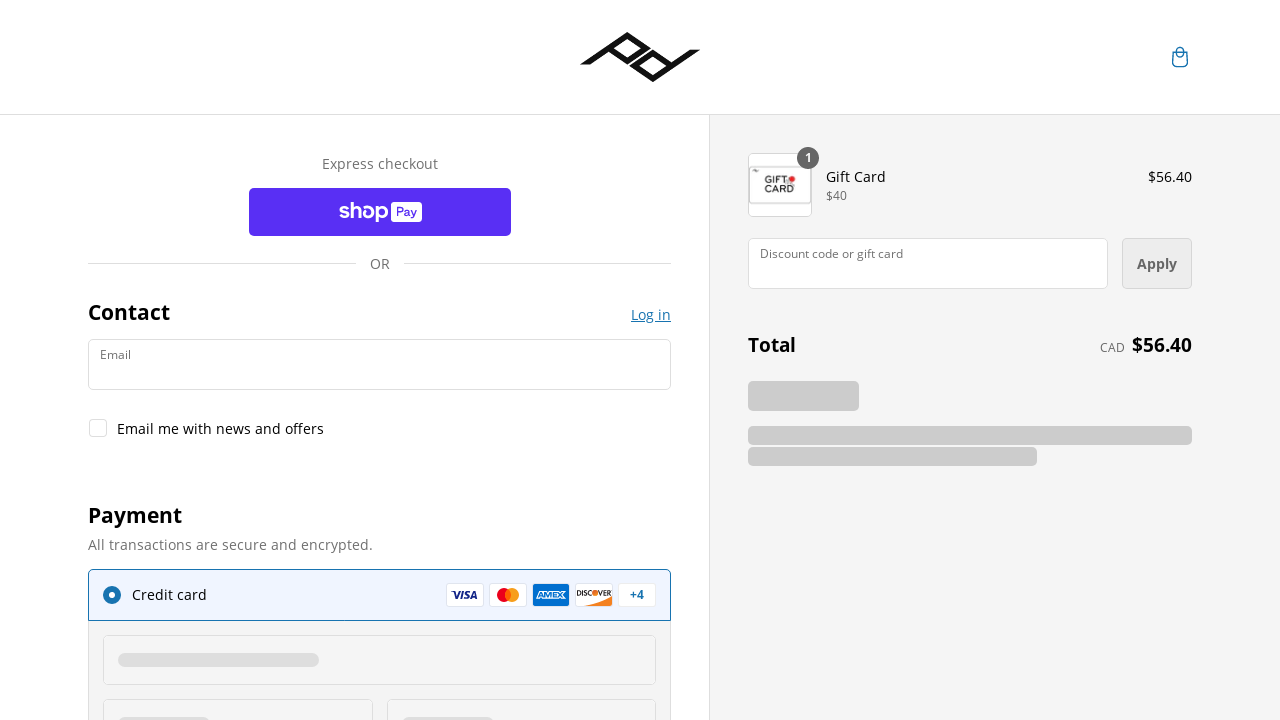 Express checkout
shop Pay
OR
Contact
Log in
Email
Email me with news and offers
Payment
All transactions are secure and encrypted.
Credit card
VISA
AMEX
DISCOVER
+4
GIFT
CARD
1
Gift Card
$40
$56.40
Discount code or gift card
Apply
Total
CAD $56.40